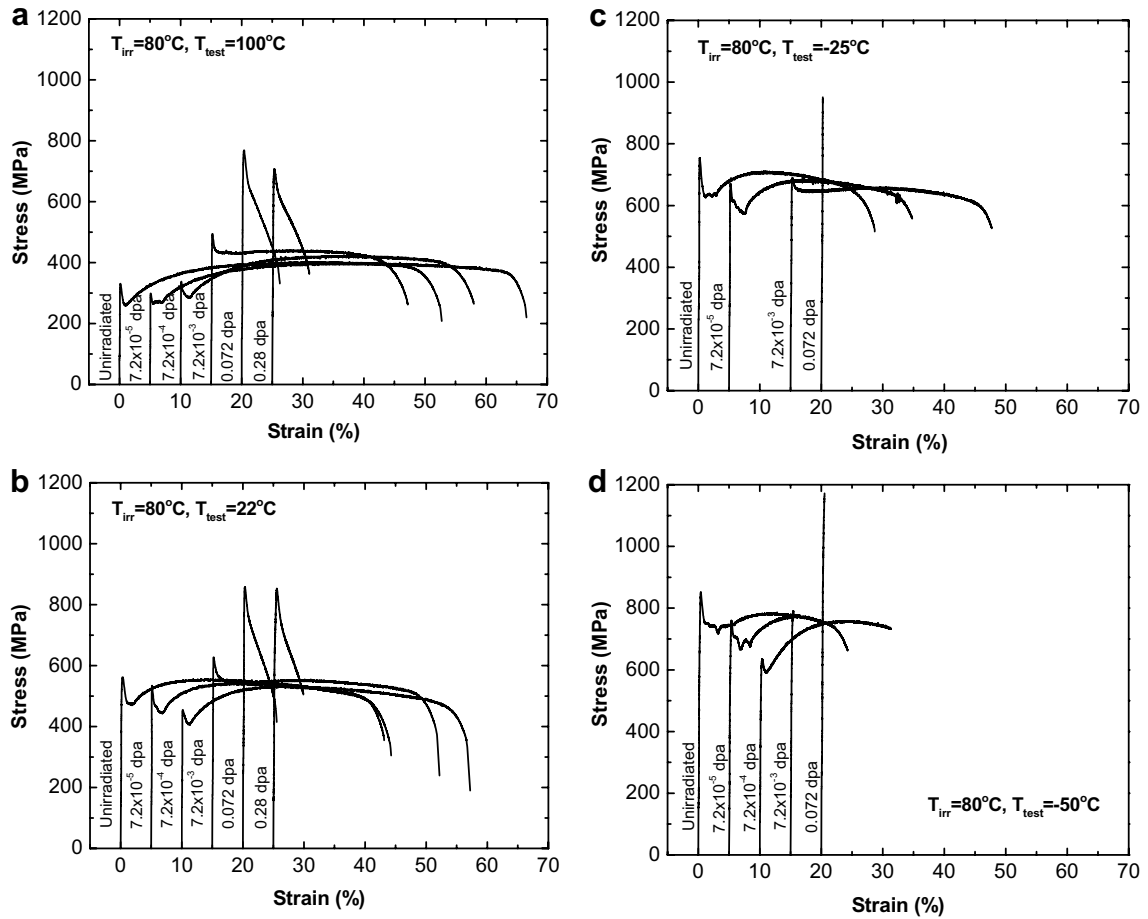 a
T_irr=80°C, T_test=100°C
1200
1000
800
600
400
200
0
Stress (MPa)
Unirradiated
7.2x10⁻⁵ dpa
7.2x10⁻⁴ dpa
7.2x10⁻³ dpa
0.072 dpa
0.28 dpa
0 10 20 30 40 50 60 70
Strain (%)
b
T_irr=80°C, T_test=22°C
1200
1000
800
600
400
200
0
Stress (MPa)
Unirradiated
7.2x10⁻⁵ dpa
7.2x10⁻⁴ dpa
7.2x10⁻³ dpa
0.072 dpa
0.28 dpa
0 10 20 30 40 50 60 70
Strain (%)
c
T_irr=80°C, T_test=-25°C
1200
1000
800
600
400
200
0
Stress (MPa)
Unirradiated
7.2x10⁻⁵ dpa
7.2x10⁻³ dpa
0.072 dpa
0 10 20 30 40 50 60 70
Strain (%)
d
1200
1000
800
600
400
200
0
Stress (MPa)
Unirradiated
7.2x10⁻⁵ dpa
7.2x10⁻⁴ dpa
7.2x10⁻³ dpa
0.072 dpa
T_irr=80°C, T_test=-50°C
0 10 20 30 40 50 60 70
Strain (%)